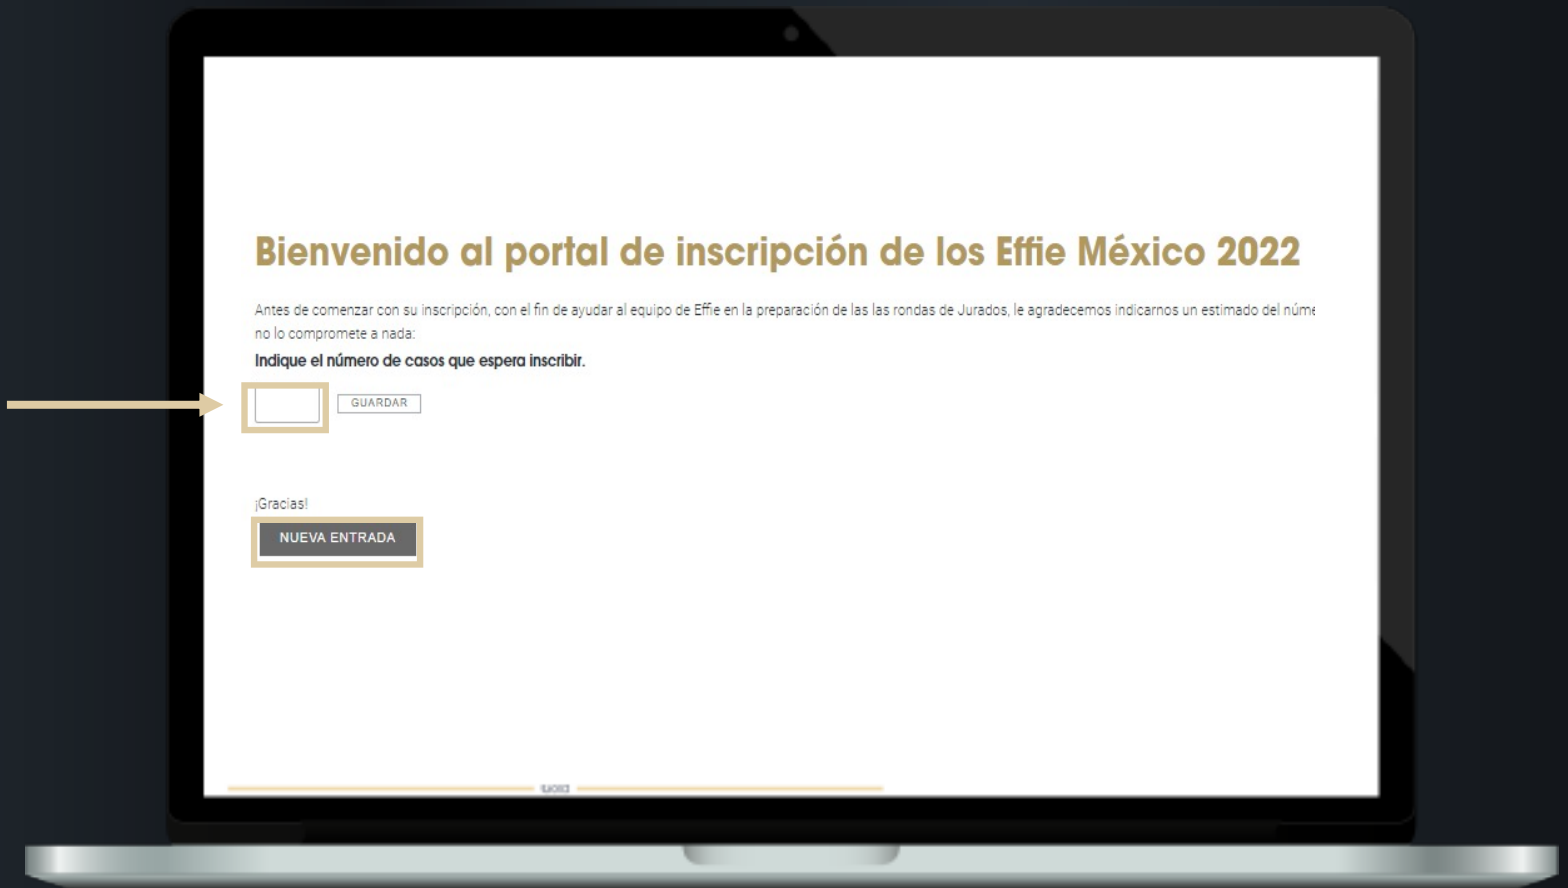 Bienvenido al portal de inscripción de los Effie México 2022
Antes de comenzar con su inscripción, con el fin de ayudar al equipo de Effie en la preparación de las las rondas de Jurados, le agradecemos indicarnos un estimado del núme
no lo compromete a nada:
Indique el número de casos que espera inscribir.
GUARDAR
¡Gracias!
NUEVA ENTRADA